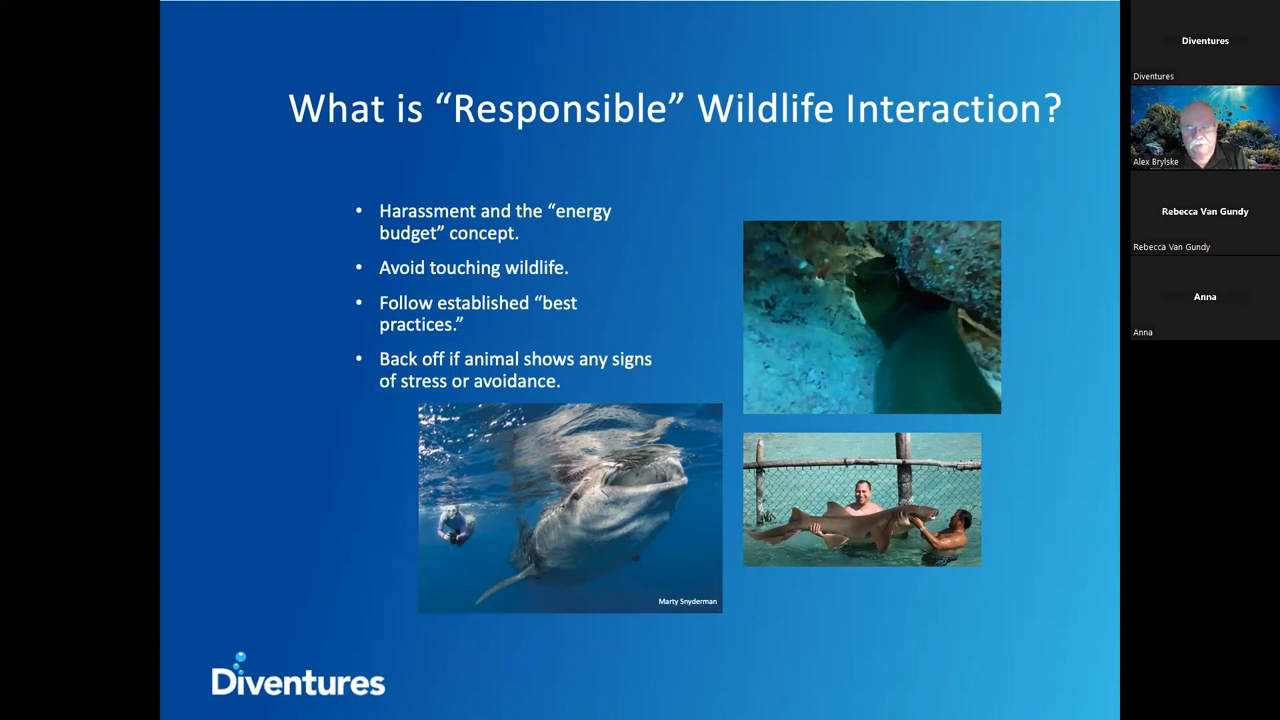 What is “Responsible” Wildlife Interaction?
• Harassment and the “energy
budget” concept.
• Avoid touching wildlife.
• Follow established “best
practices.”
• Back off if animal shows any signs
of stress or avoidance.
Marty Snyderman
Diventures
Diventures
Diventures
Alex Brylske
Rebecca Van Gundy
Rebecca Van Gundy
Anna
Anna